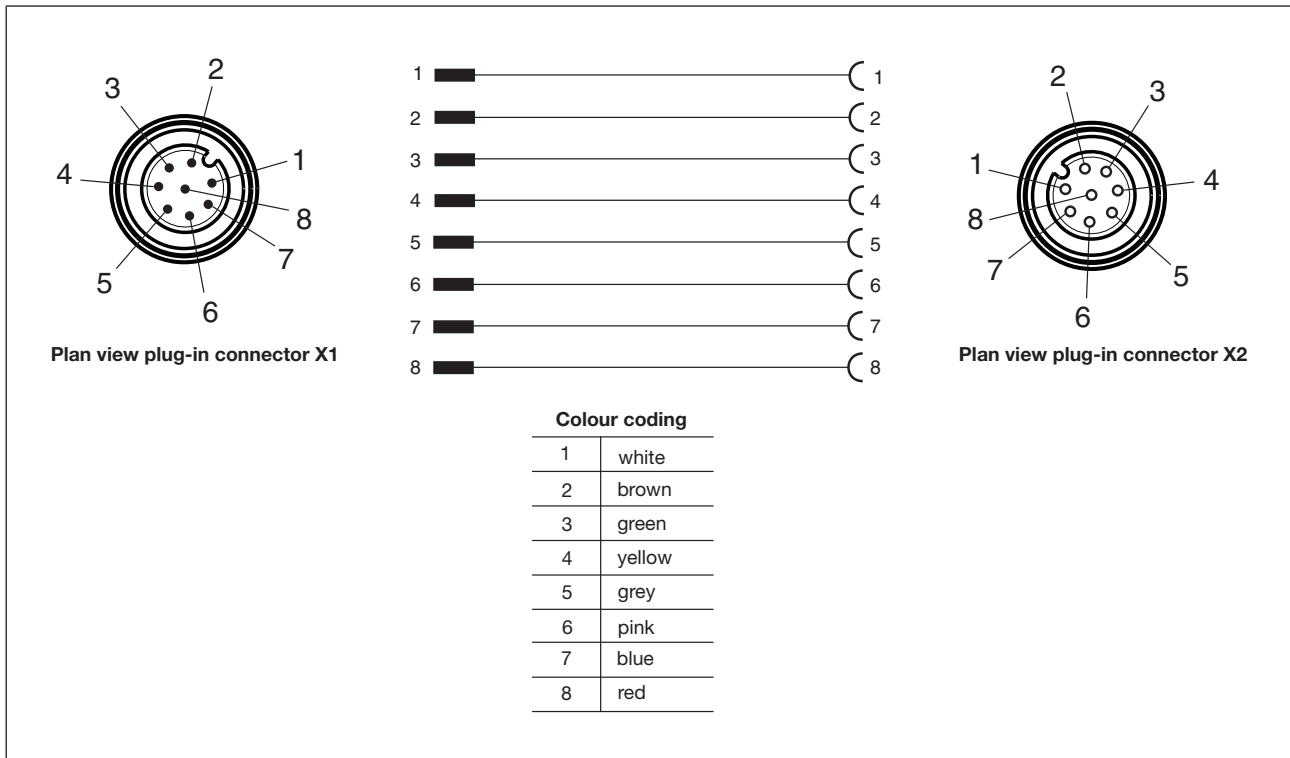 2
3
1
4
8
7
5
6
Plan view plug-in connector X1
1 1
2 2
3 3
4 4
5 5
6 6
7 7
8 8
2
3
1
4
8
7
5
6
Plan view plug-in connector X2
Colour coding
1 white
2 brown
3 green
4 yellow
5 grey
6 pink
7 blue
8 red